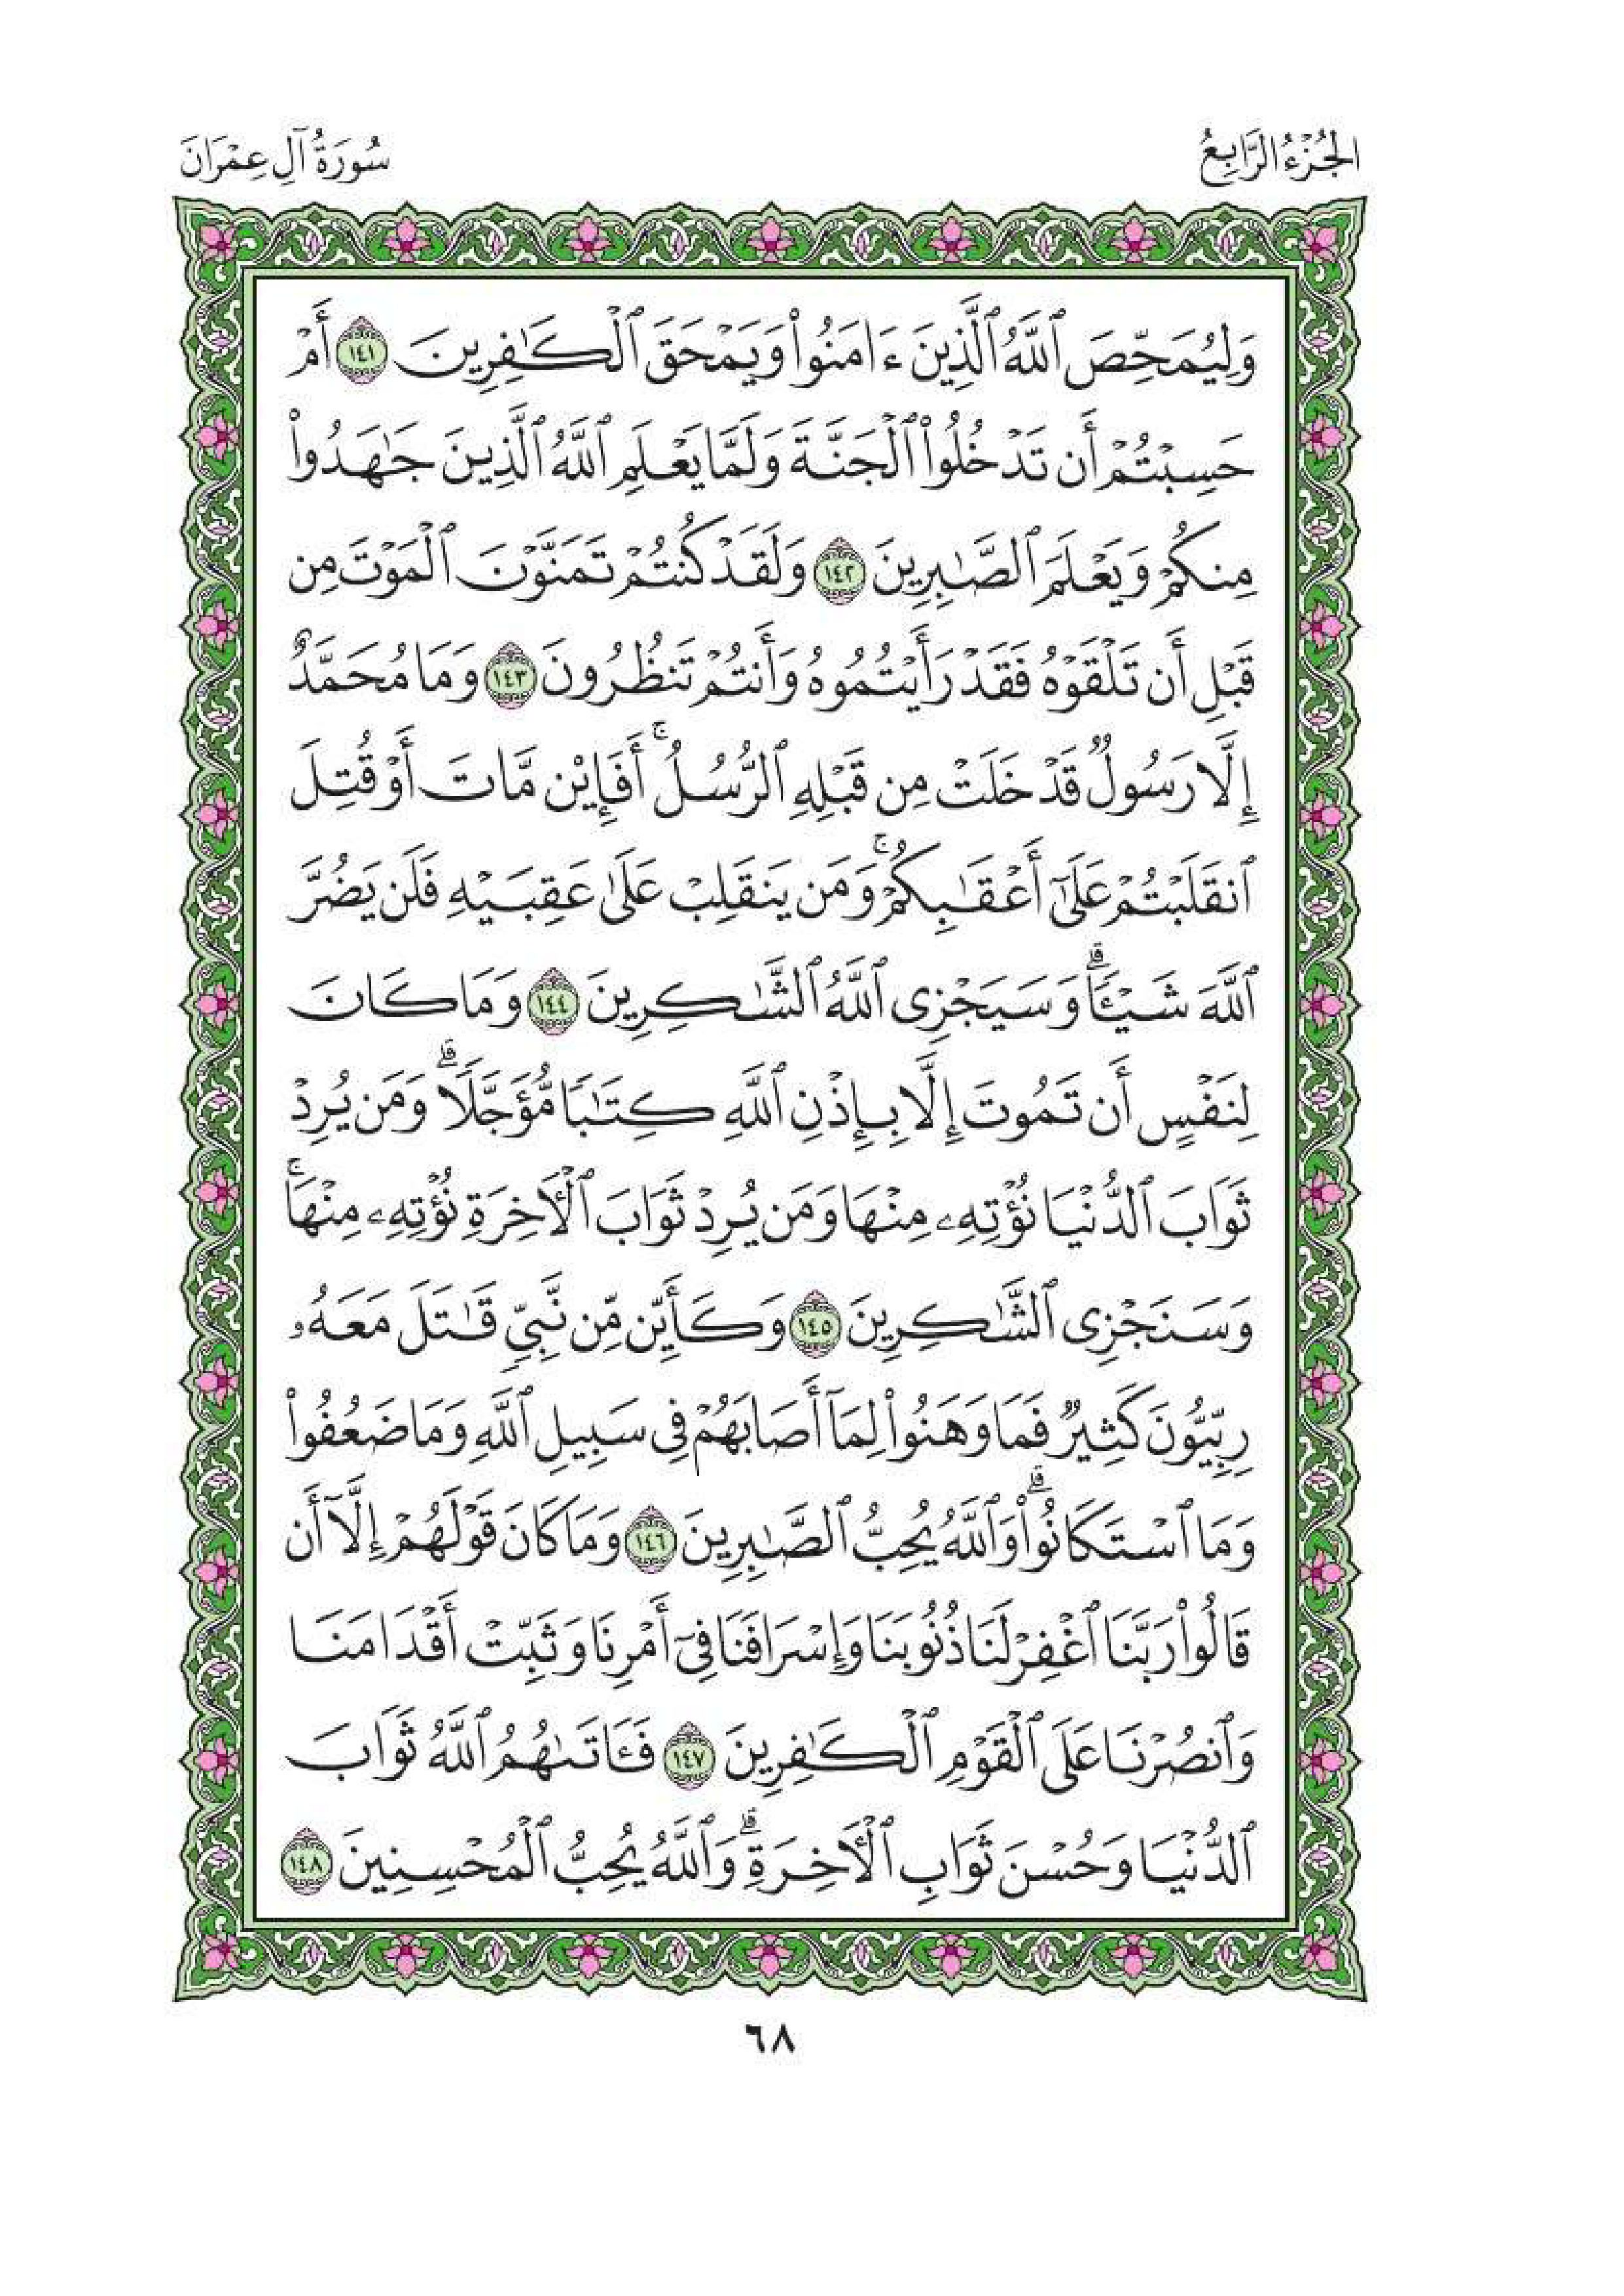 الجُزْءُ الرَّابِعُ
سُورَةُ آلِ عِمْرَانَ
وَلِيُمَحِّصَ ٱللَّهُ ٱلَّذِينَ ءَامَنُوا۟ وَيَمْحَقَ ٱلْكَـٰفِرِينَ ١٤١ أَمْ
حَسِبْتُمْ أَن تَدْخُلُوا۟ ٱلْجَنَّةَ وَلَمَّا يَعْلَمِ ٱللَّهُ ٱلَّذِينَ جَـٰهَدُوا۟
مِنكُمْ وَيَعْلَمَ ٱلصَّـٰبِرِينَ ١٤٢ وَلَقَدْ كُنتُمْ تَمَنَّوْنَ ٱلْمَوْتَ مِن
قَبْلِ أَن تَلْقَوْهُ فَقَدْ رَأَيْتُمُوهُ وَأَنتُمْ تَنظُرُونَ ١٤٣ وَمَا مُحَمَّدٌ
إِلَّا رَسُولٌ قَدْ خَلَتْ مِن قَبْلِهِ ٱلرُّسُلُ ۚ أَفَإِي۟ن مَّاتَ أَوْ قُتِلَ
ٱنقَلَبْتُمْ عَلَىٰٓ أَعْقَـٰبِكُمْ ۚ وَمَن يَنقَلِبْ عَلَىٰ عَقِبَيْهِ فَلَن يَضُرَّ
ٱللَّهَ شَيْـًٔا ۗ وَسَيَجْزِى ٱللَّهُ ٱلشَّـٰكِرِينَ ١٤٤ وَمَا كَانَ
لِنَفْسٍ أَن تَمُوتَ إِلَّا بِإِذْنِ ٱللَّهِ كِتَـٰبًا مُّؤَجَّلًا ۗ وَمَن يُرِدْ
ثَوَابَ ٱلدُّنْيَا نُؤْتِهِۦ مِنْهَا وَمَن يُرِدْ ثَوَابَ ٱلْـَٔاخِرَةِ نُؤْتِهِۦ مِنْهَا ۚ
وَسَنَجْزِى ٱلشَّـٰكِرِينَ ١٤٥ وَكَأَيِّن مِّن نَّبِىٍّ قَـٰتَلَ مَعَهُۥ
رِبِّيُّونَ كَثِيرٌ فَمَا وَهَنُوا۟ لِمَآ أَصَابَهُمْ فِى سَبِيلِ ٱللَّهِ وَمَا ضَعُفُوا۟
وَمَا ٱسْتَكَانُوا۟ ۗ وَٱللَّهُ يُحِبُّ ٱلصَّـٰبِرِينَ ١٤٦ وَمَا كَانَ قَوْلَهُمْ إِلَّآ أَن
قَالُوا۟ رَبَّنَا ٱغْفِرْ لَنَا ذُنُوبَنَا وَإِسْرَافَنَا فِىٓ أَمْرِنَا وَثَبِّتْ أَقْدَامَنَا
وَٱنصُرْنَا عَلَى ٱلْقَوْمِ ٱلْكَـٰفِرِينَ ١٤٧ فَـَٔاتَىٰهُمُ ٱللَّهُ ثَوَابَ
ٱلدُّنْيَا وَحُسْنَ ثَوَابِ ٱلْـَٔاخِرَةِ ۗ وَٱللَّهُ يُحِبُّ ٱلْمُحْسِنِينَ ١٤٨
٦٨